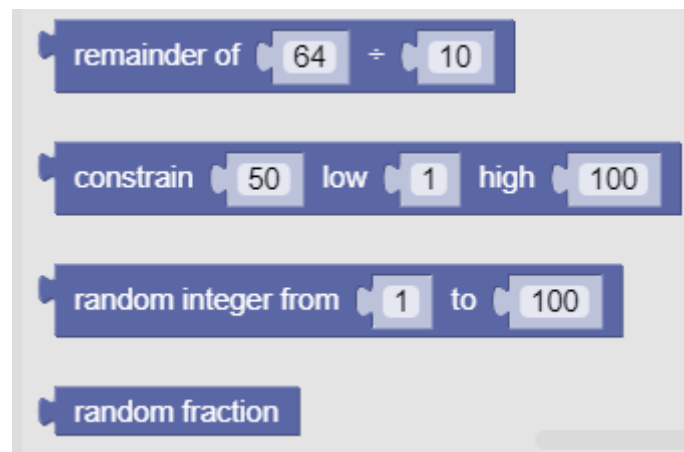 remainder of 64 ÷ 10
constrain 50 low 1 high 100
random integer from 1 to 100
random fraction